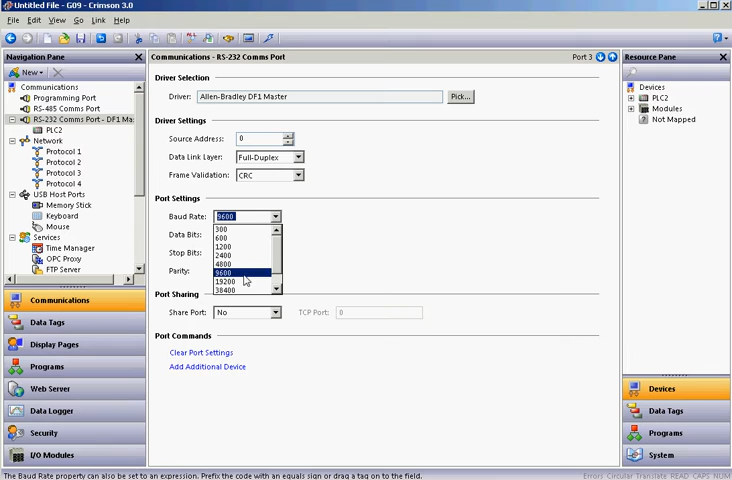 Untitled File - G09 - Crimson 3.0
File Edit View Go Link Help
Navigation Pane
New
Communications
Programming Port
RS-485 Comms Port
RS-232 Comms Port - DF1 Ma:
PLC2
Network
Protocol 1
Protocol 2
Protocol 3
Protocol 4
USB Host Ports
Memory Stick
Keyboard
Mouse
Services
Time Manager
OPC Proxy
FTP Server
Communications
Data Tags
Display Pages
Programs
Web Server
Data Logger
Security
I/O Modules
Communications - RS-232 Comms Port
Port 3
Driver Selection
Driver: Allen-Bradley DF1 Master Pick...
Driver Settings
Source Address: 0
Data Link Layer: Full-Duplex
Frame Validation: CRC
Port Settings
Baud Rate: 9600
Data Bits:
Stop Bits:
Parity:
300
600
1200
2400
4800
9600
19200
38400
Port Sharing
Share Port: No TCP Port: 0
Port Commands
Clear Port Settings
Add Additional Device
Resource Pane
Devices
PLC2
Modules
Not Mapped
Devices
Data Tags
Programs
System
The Baud Rate property can also be set to an expression. Prefix the code with an equals sign or drag a tag on to the field.
Errors Circular Translate READ CAPS NUM